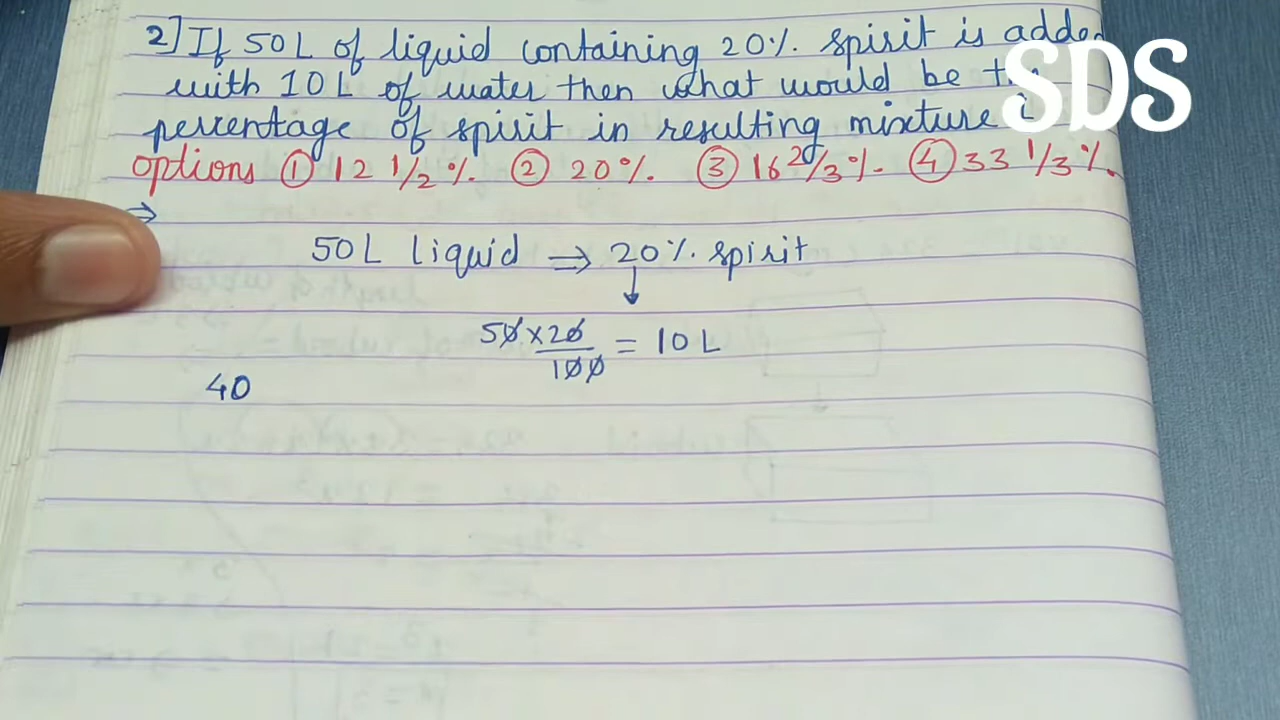 2] If 50L of liquid containing 20%. spirit is added
SDS
with 10L of water then what would be the
percentage of spirit in resulting mixture
options ① 12 1/2 %. ② 20%. ③ 16 2/3 %. ④ 33 1/3 %.
⇒
50L liquid ⇒ 20%. spirit
↓
50×20/100 = 10L
40